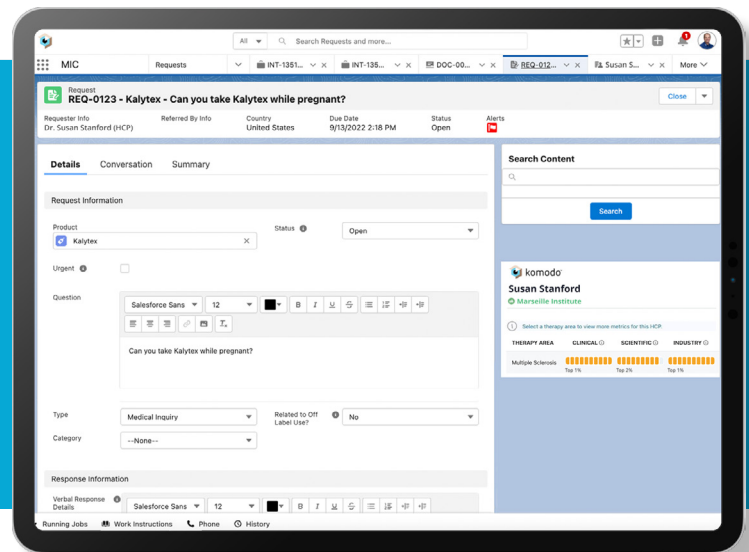 All
Search Requests and more...
1
MIC
Requests
INT-1351...
INT-135...
DOC-00...
REQ-012...
Susan S...
More
Request
REQ-0123 - Kalytex - Can you take Kalytex while pregnant?
Close
Requester Info
Referred By Info
Country
Due Date
Status
Alerts
Dr. Susan Stanford (HCP)
United States
9/13/2022 2:18 PM
Open
Details
Conversation
Summary
Request Information
Product
Kalytex
Status
Open
Urgent
Question
Salesforce Sans
12
B I U S
Can you take Kalytex while pregnant?
Type
Medical Inquiry
Related to Off
Label Use?
No
Category
--None--
Response Information
Verbal Response
Details
Salesforce Sans
12
B I U S
Search Content
Search
komodo
Susan Stanford
Marseille Institute
Select a therapy area to view more metrics for this HCP
THERAPY AREA
CLINICAL
SCIENTIFIC
INDUSTRY
Multiple Sclerosis
Top 1%
Top 2%
Top 1%
Running Jobs
Work Instructions
Phone
History